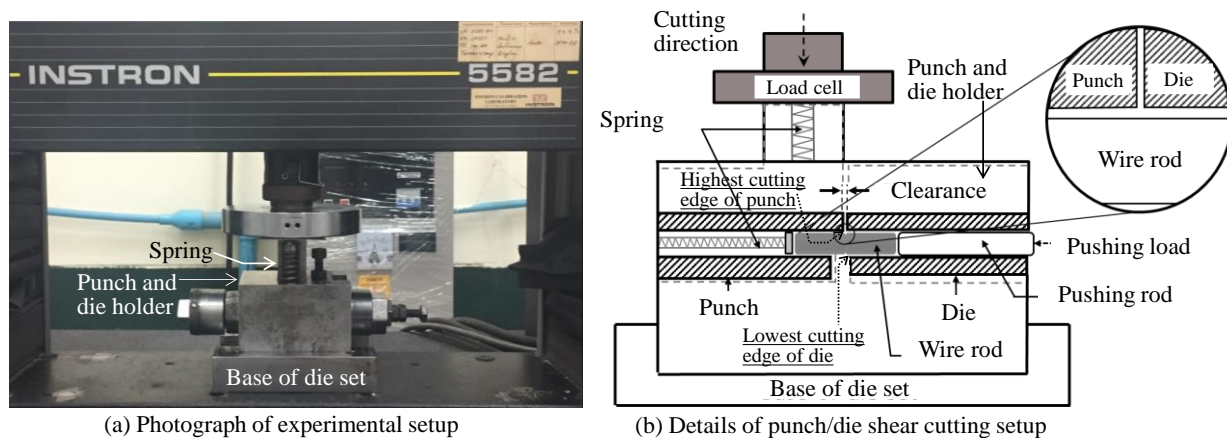 INSTRON
5582
Spring
Punch and
die holder
Base of die set
(a) Photograph of experimental setup
Cutting
direction
Load cell
Punch and
die holder
Punch
Die
Wire rod
Spring
Highest cutting
edge of punch
Clearance
Pushing load
Pushing rod
Punch
Die
Lowest cutting
edge of die
Wire rod
Base of die set
(b) Details of punch/die shear cutting setup